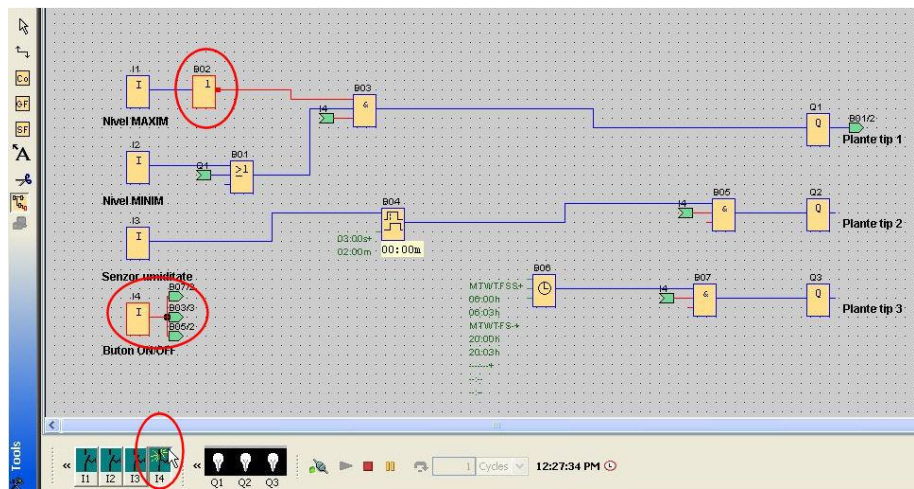 Co
GF
SF
A
Tools
I1
I
Nivel MAXIM
B02
1
B03
&
I4
Q1
Q
B01/2
Plante tip 1
I2
I
Nivel MINIM
Q1
B01
≥1
I3
I
Senzor umiditate
B04
03:00s+
02:00m
00:00m
B05
&
I4
Q2
Q
Plante tip 2
I4
I
B07/2
B03/3
B05/2
Buton ON/OFF
B06
MTWTFSS+
06:00h
06:03h
MTWTFS-+
20:00h
20:03h
-------+
--:--
--:--
B07
&
I4
Q3
Q
Plante tip 3
«
I1
I2
I3
I4
«
Q1
Q2
Q3
1
Cycles
12:27:34 PM